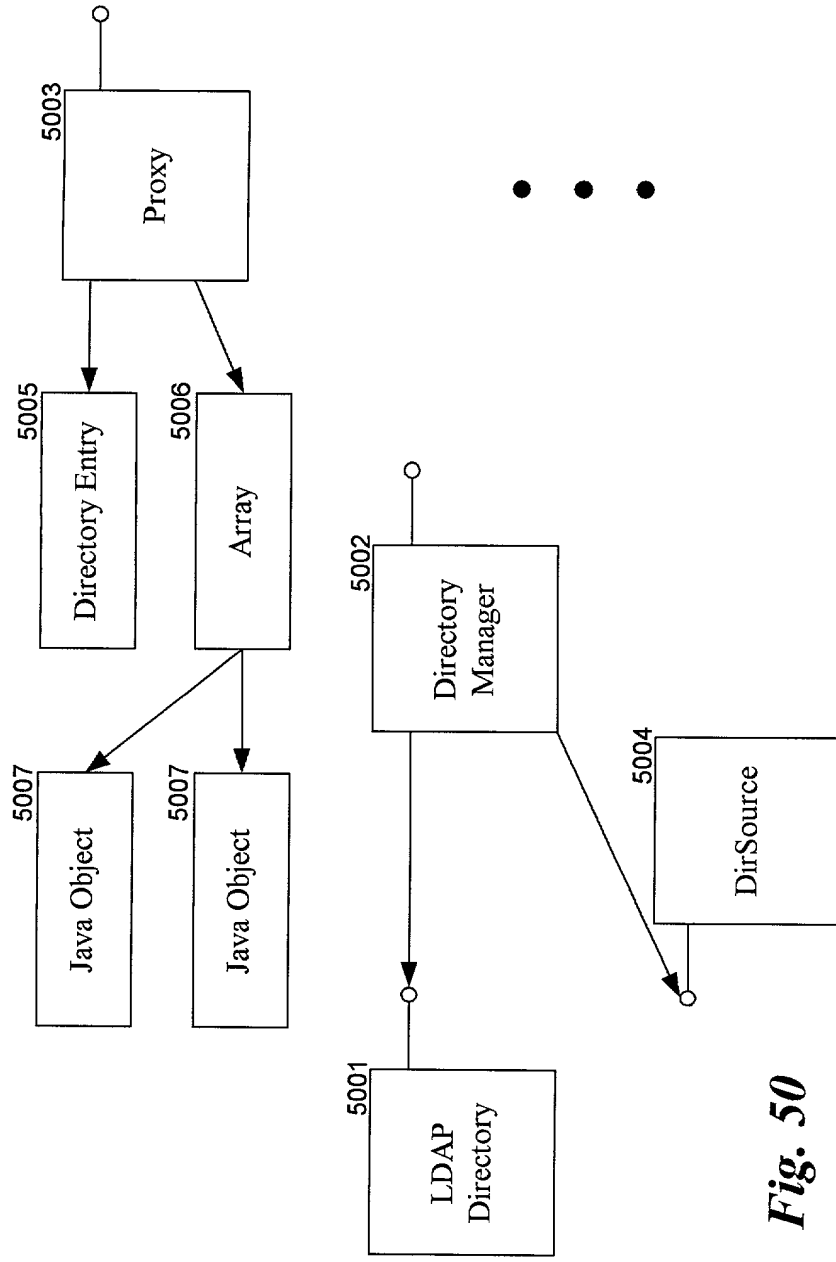 5003
Proxy
5005
Directory Entry
5006
Array
5007
Java Object
5007
Java Object
5002
Directory
Manager
5001
LDAP
Directory
5004
DirSource
Fig. 50